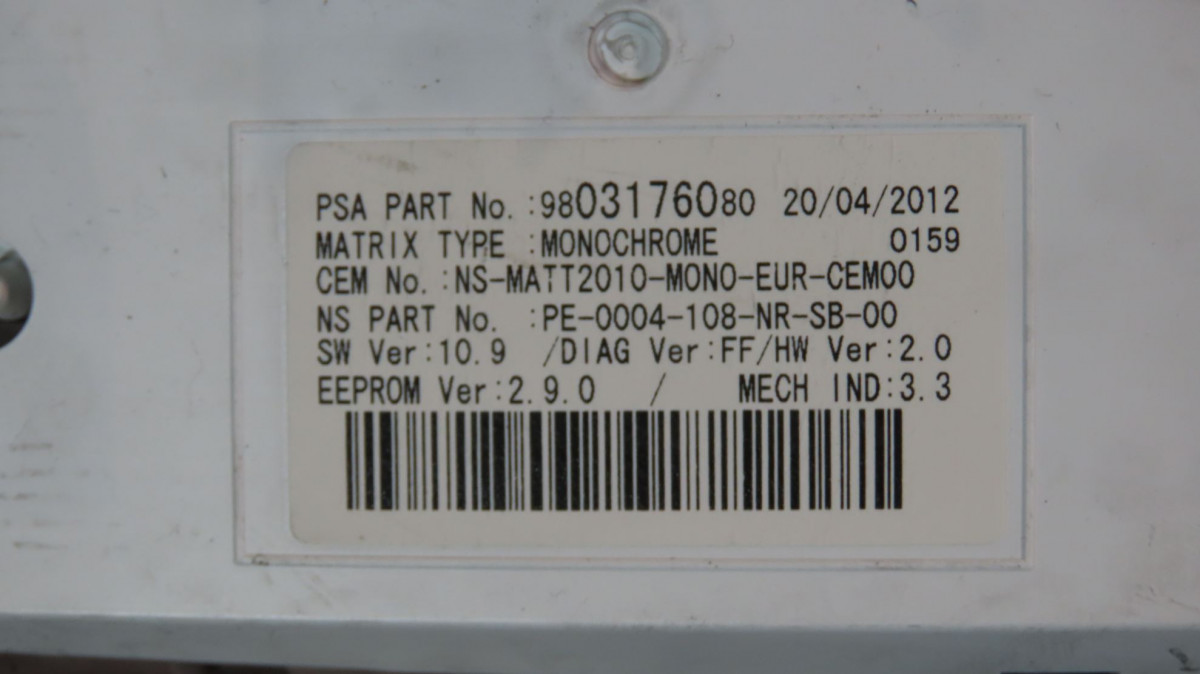 PSA PART No. :9803176080 20/04/2012
MATRIX TYPE :MONOCHROME 0159
CEM No. :NS-MATT2010-MONO-EUR-CEM00
NS PART No. :PE-0004-108-NR-SB-00
SW Ver:10.9 /DIAG Ver:FF/HW Ver:2.0
EEPROM Ver:2.9.0 / MECH IND:3.3